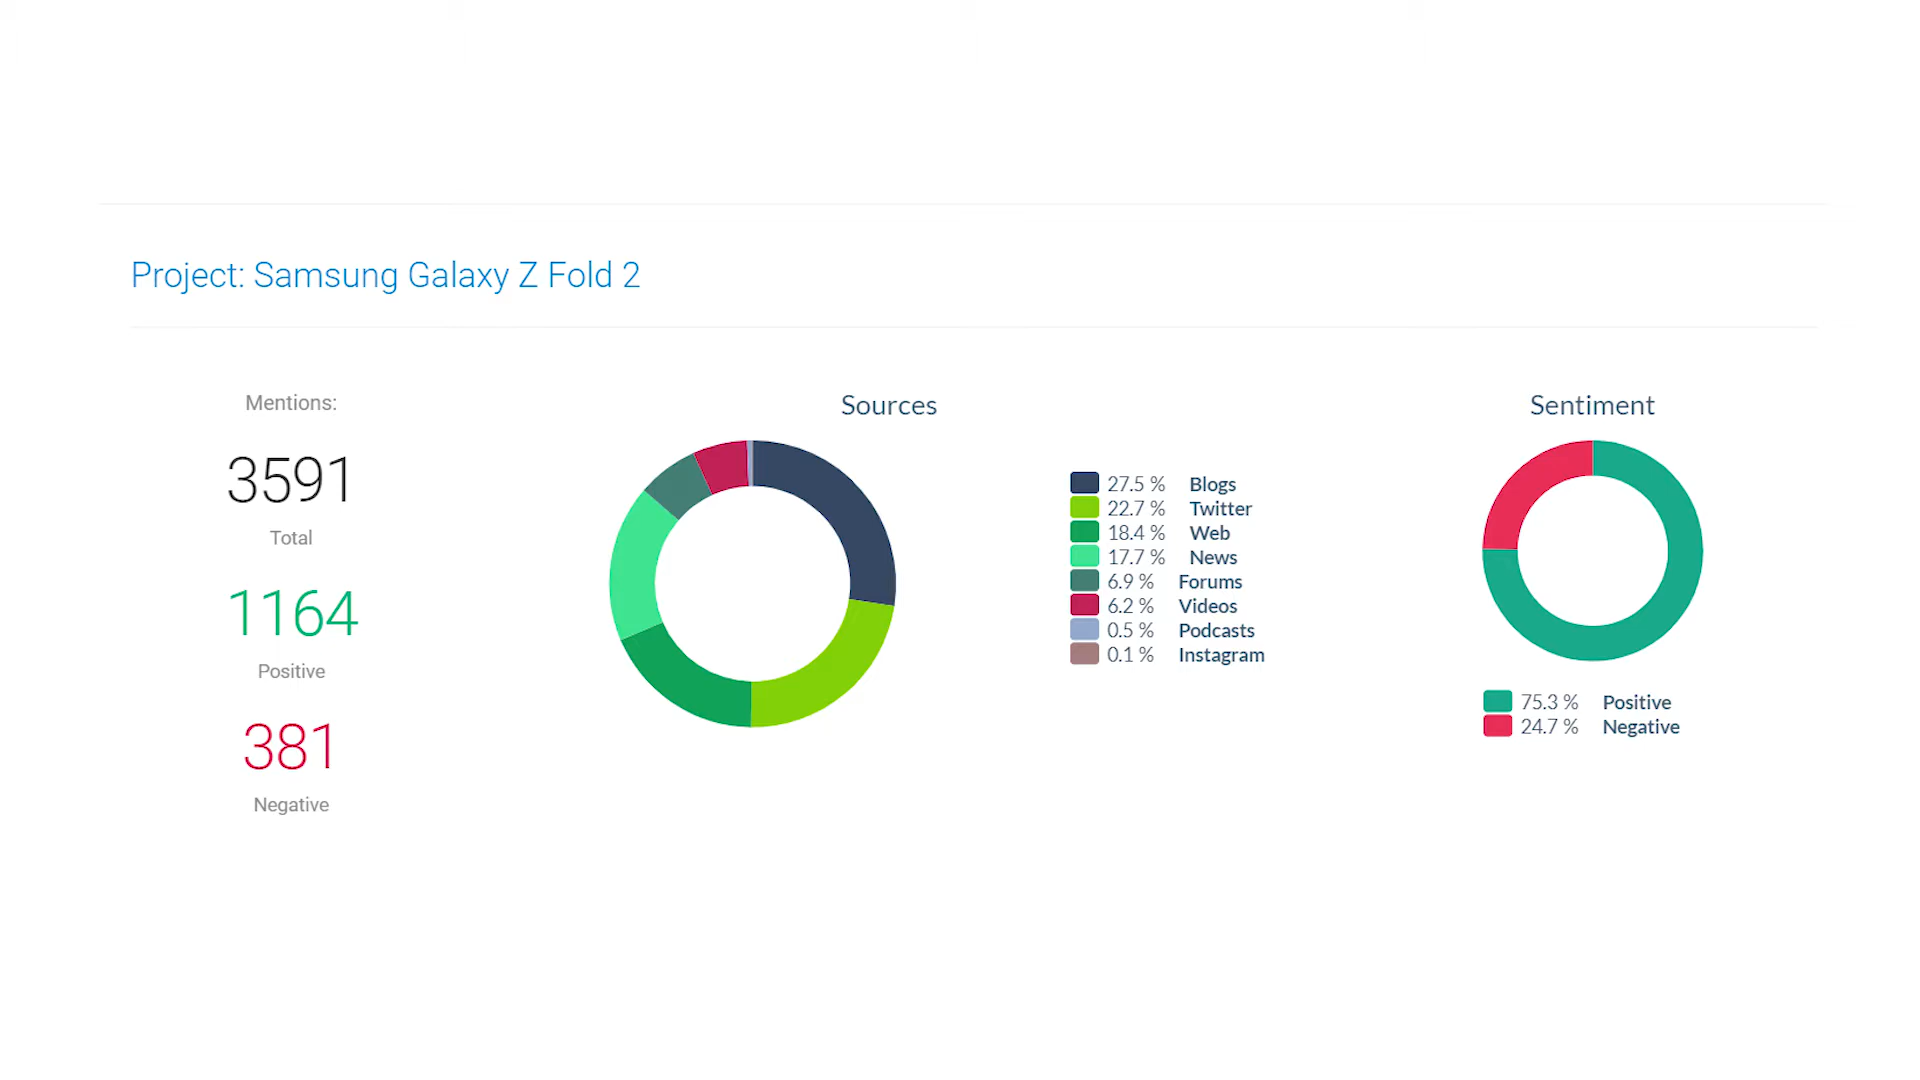 Project: Samsung Galaxy Z Fold 2
Mentions:
3591
Total
1164
Positive
381
Negative
Sources
27.5 % Blogs
22.7 % Twitter
18.4 % Web
17.7 % News
6.9 % Forums
6.2 % Videos
0.5 % Podcasts
0.1 % Instagram
Sentiment
75.3 % Positive
24.7 % Negative